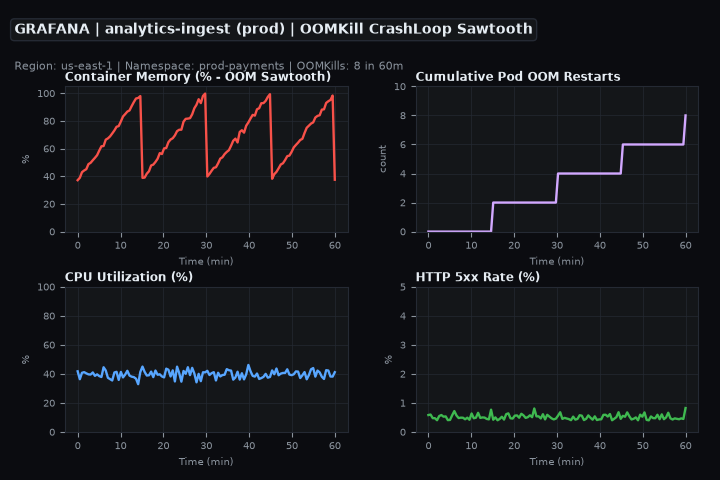 GRAFANA | analytics-ingest (prod) | OOMKill CrashLoop Sawtooth
Region: us-east-1 | Namespace: prod-payments | OOMKills: 8 in 60m
Container Memory (% - OOM Sawtooth)
100
80
60
40
20
0
%
0 10 20 30 40 50 60
Time (min)
Cumulative Pod OOM Restarts
10
8
6
4
2
0
count
0 10 20 30 40 50 60
Time (min)
CPU Utilization (%)
100
80
60
40
20
0
%
0 10 20 30 40 50 60
Time (min)
HTTP 5xx Rate (%)
5
4
3
2
1
0
%
0 10 20 30 40 50 60
Time (min)